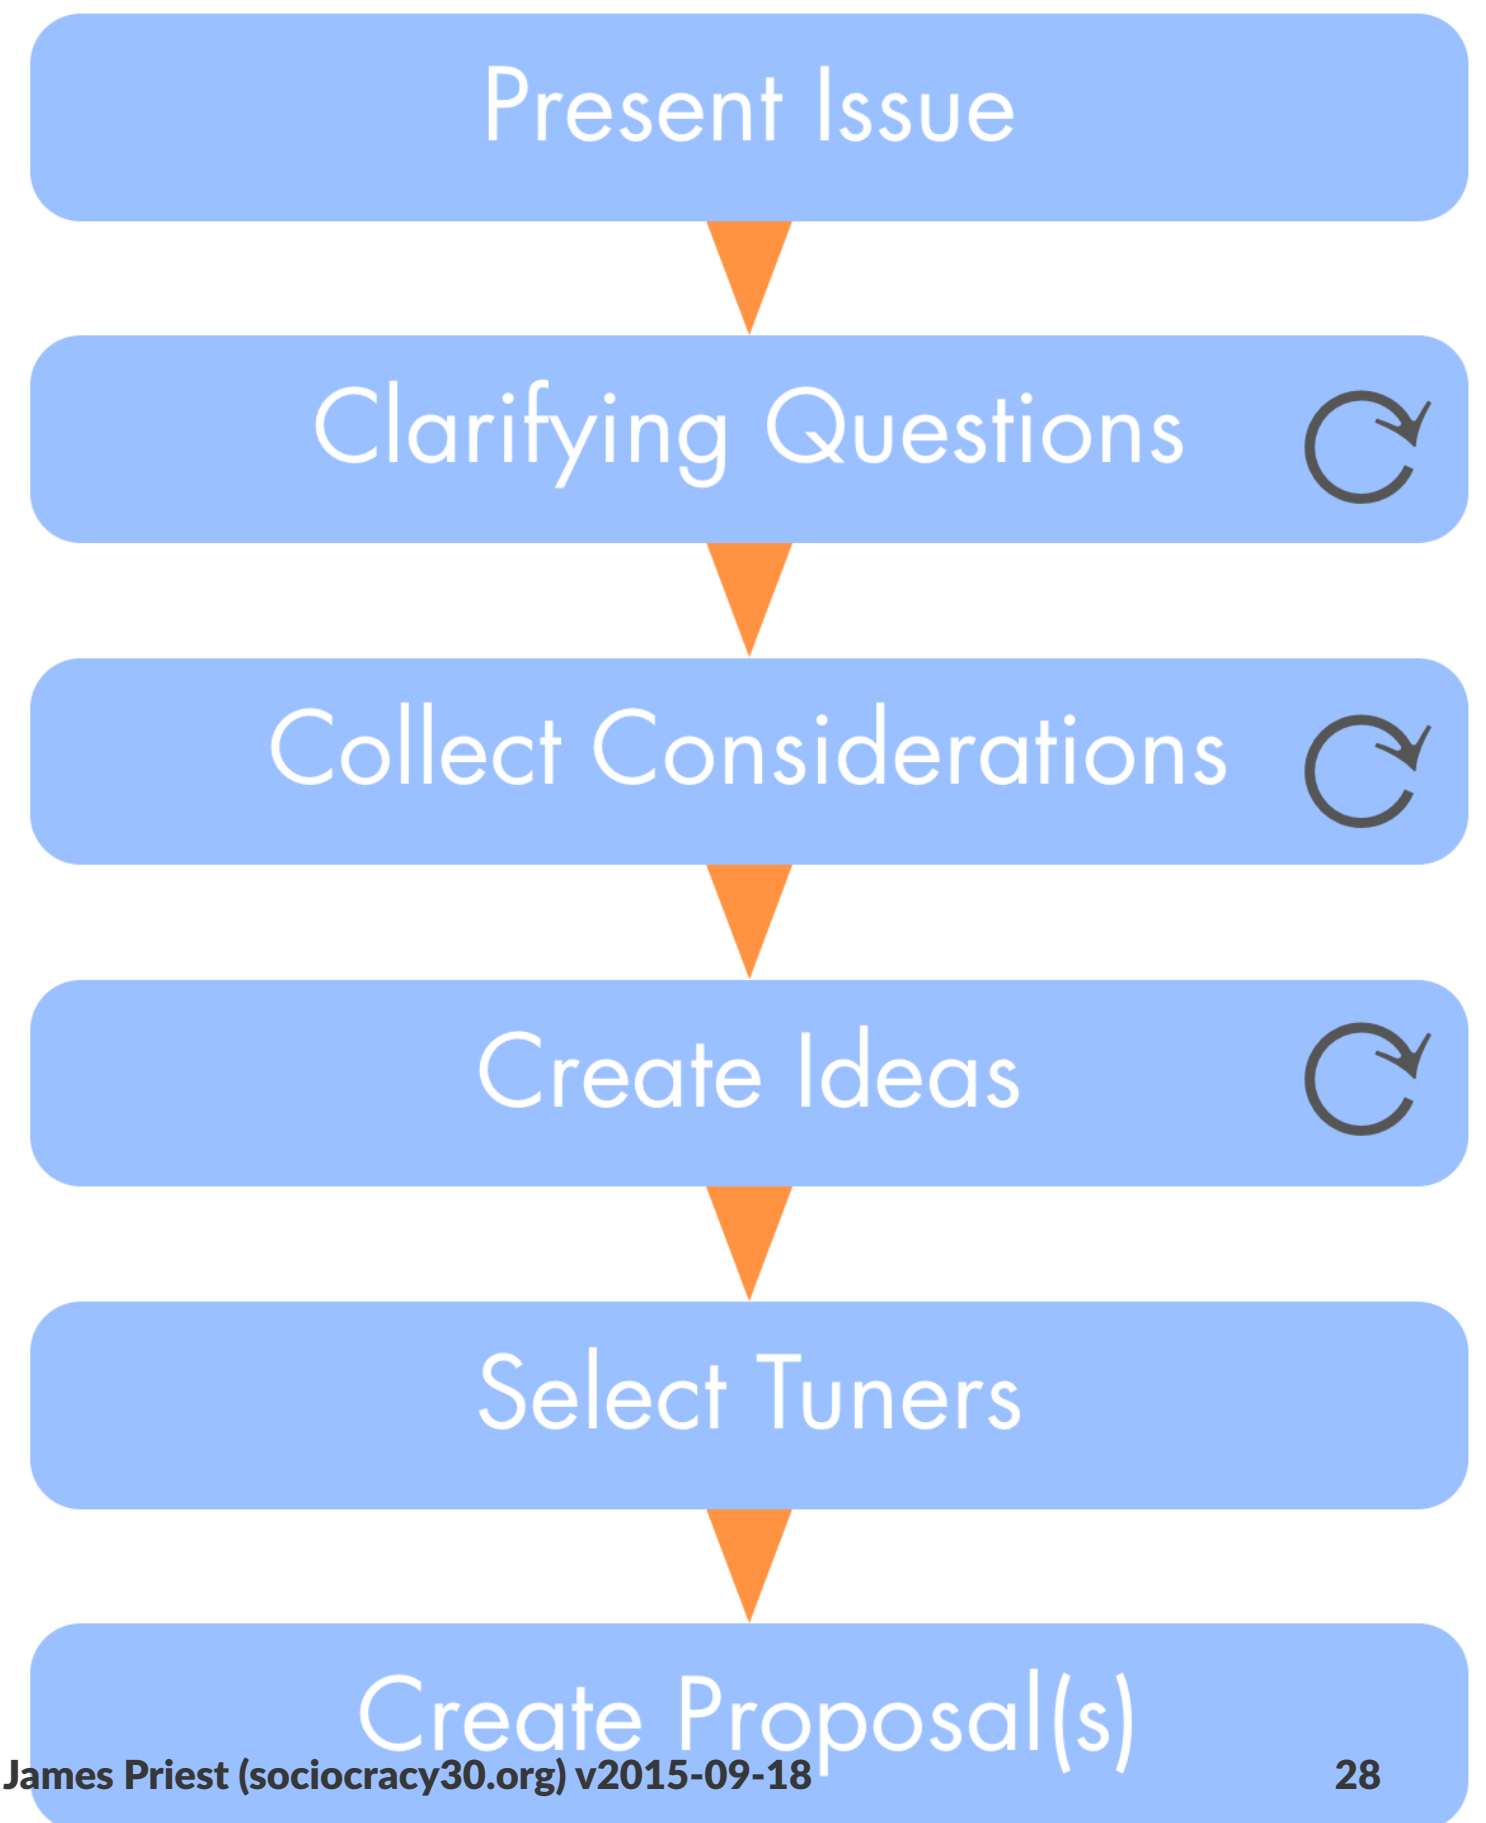 Present Issue
Clarifying Questions
Collect Considerations
Create Ideas
Select Tuners
Create Proposal(s)
James Priest (sociocracy30.org) v2015-09-18 28